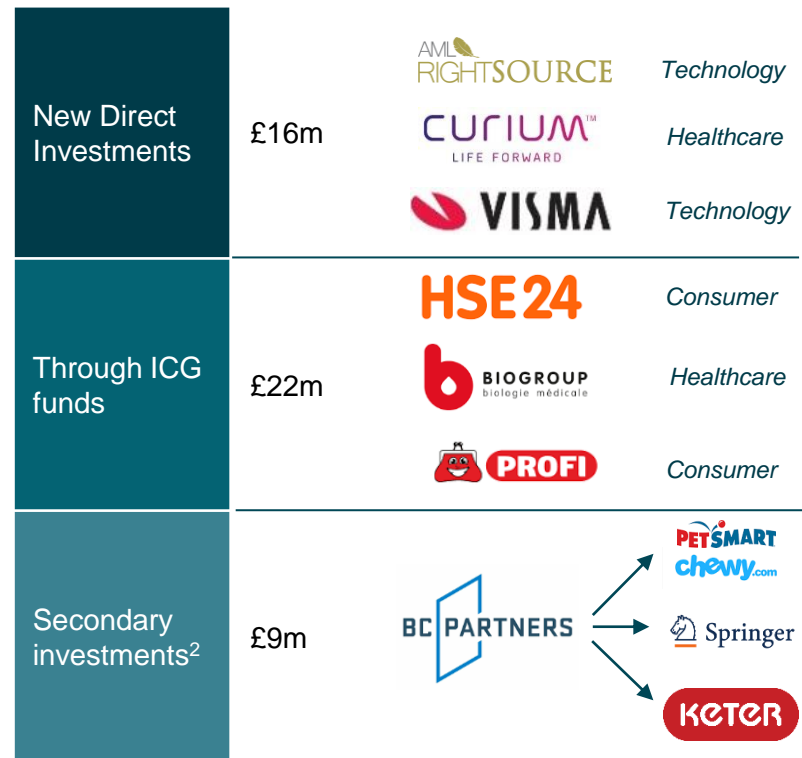 New Direct
Investments
£16m
AML
RIGHTSOURCE
Technology
CURIUM™
LIFE FORWARD
Healthcare
VISMA
Technology
Through ICG
funds
£22m
HSE24
Consumer
b
BIOGROUP
biologie médicale
Healthcare
PROFI
Consumer
Secondary
investments²
£9m
BC PARTNERS
PETSMART
chewy.com
Springer
KETER